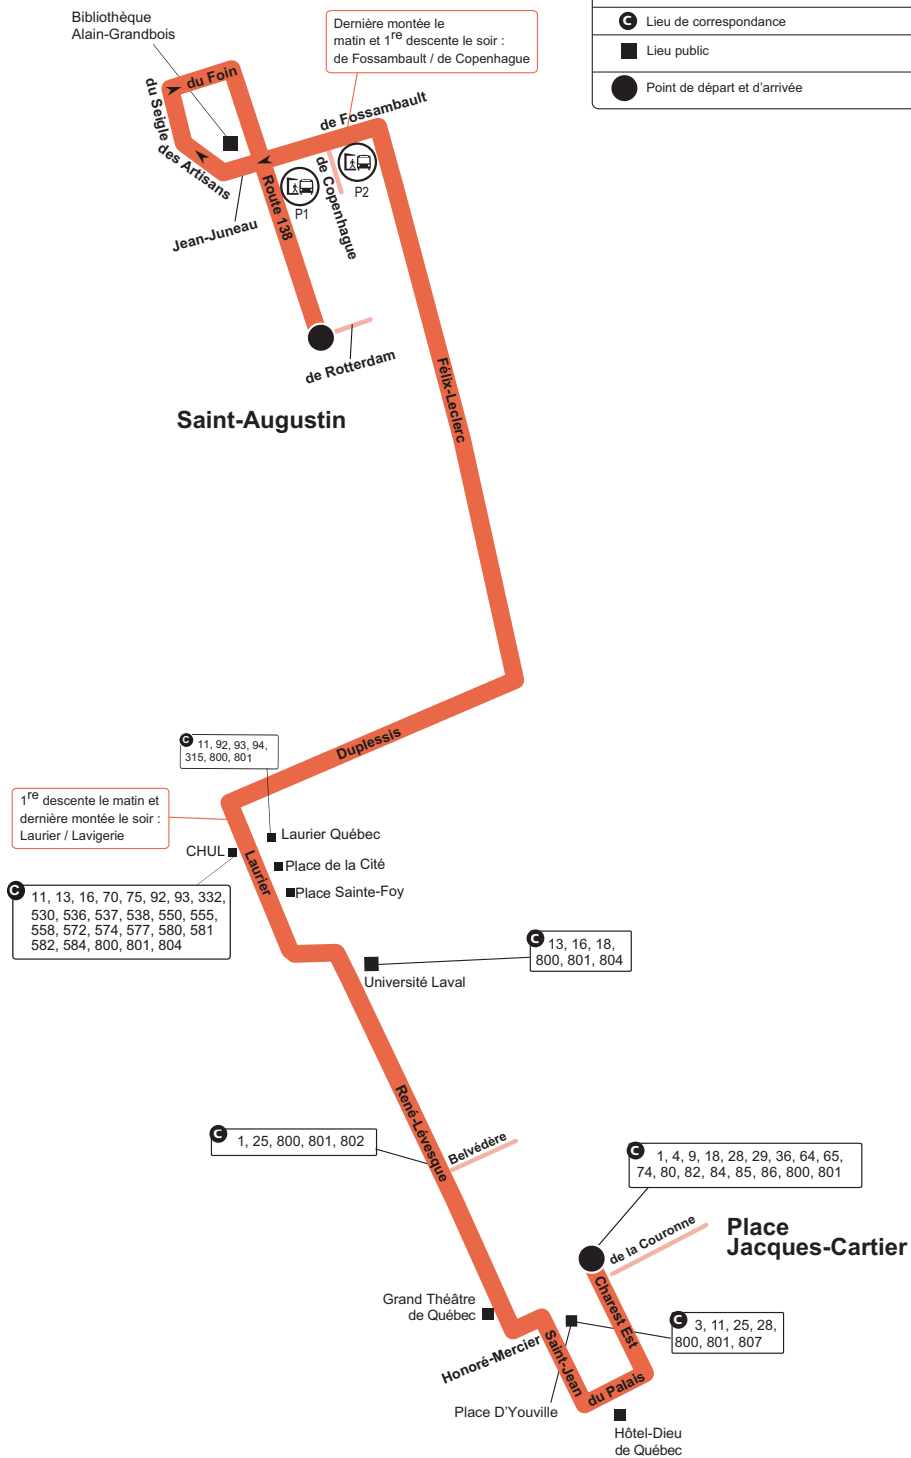 Bibliothèque
Alain-Grandbois
Dernière montée le
matin et 1re descente le soir :
de Fossambault / de Copenhague
C Lieu de correspondance
Lieu public
Point de départ et d'arrivée
du Foin
du Seigle
des Artisans
de Fossambault
de Copenhague
P1
P2
Route 138
Jean-Juneau
de Rotterdam
Saint-Augustin
Félix-Leclerc
Duplessis
C 11, 92, 93, 94,
315, 800, 801
1re descente le matin et
dernière montée le soir :
Laurier / Lavigerie
Laurier Québec
CHUL
Laurier
Place de la Cité
Place Sainte-Foy
C 11, 13, 16, 70, 75, 92, 93, 332,
530, 536, 537, 538, 550, 555,
558, 572, 574, 577, 580, 581
582, 584, 800, 801, 804
C 13, 16, 18,
800, 801, 804
Université Laval
René-Lévesque
C 1, 25, 800, 801, 802
Belvédère
C 1, 4, 9, 18, 28, 29, 36, 64, 65,
74, 80, 82, 84, 85, 86, 800, 801
de la Couronne
Place
Jacques-Cartier
Charest Est
Grand Théâtre
de Québec
C 3, 11, 25, 28,
800, 801, 807
Honoré-Mercier
Saint-Jean
du Palais
Place D'Youville
Hôtel-Dieu
de Québec